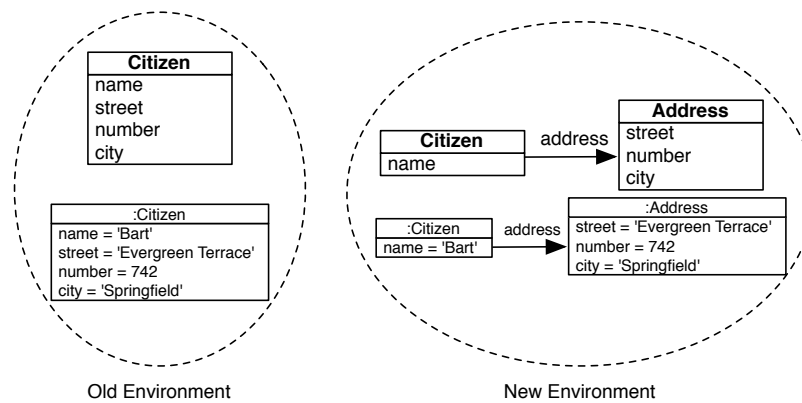 Citizen
name
street
number
city
:Citizen
name = 'Bart'
street = 'Evergreen Terrace'
number = 742
city = 'Springfield'
Old Environment
Citizen
name
address
Address
street
number
city
:Citizen
name = 'Bart'
address
:Address
street = 'Evergreen Terrace'
number = 742
city = 'Springfield'
New Environment